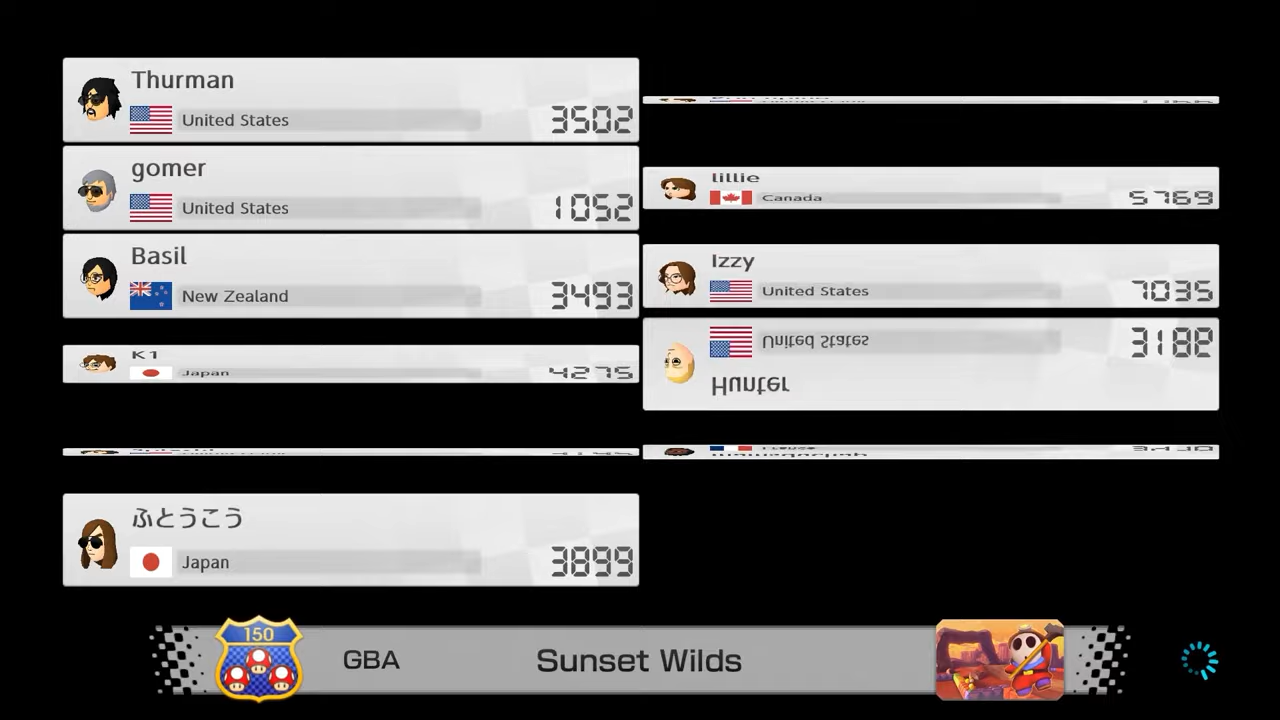 Thurman
United States 3502
gomer
United States 1052
Basil
New Zealand 3493
K1
Japan 4275
ふとうこう
Japan 3899
lillie
Canada 5769
Izzy
United States 7035
United States 3182
Hunter
150 GBA Sunset Wilds